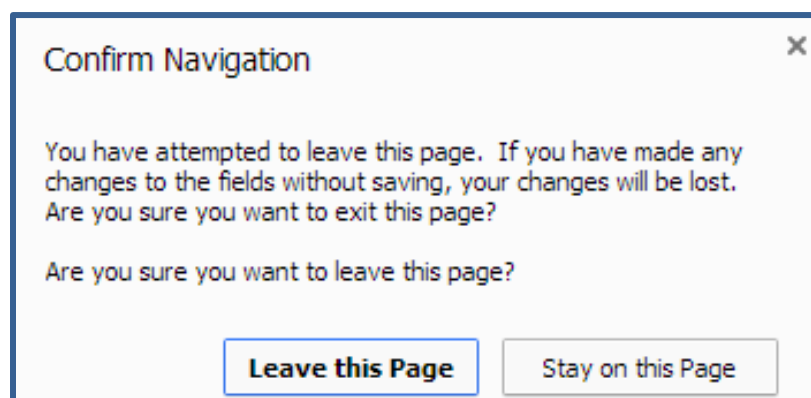 Confirm Navigation
You have attempted to leave this page.  If you have made any
changes to the fields without saving, your changes will be lost.
Are you sure you want to exit this page?
Are you sure you want to leave this page?
Leave this Page
Stay on this Page